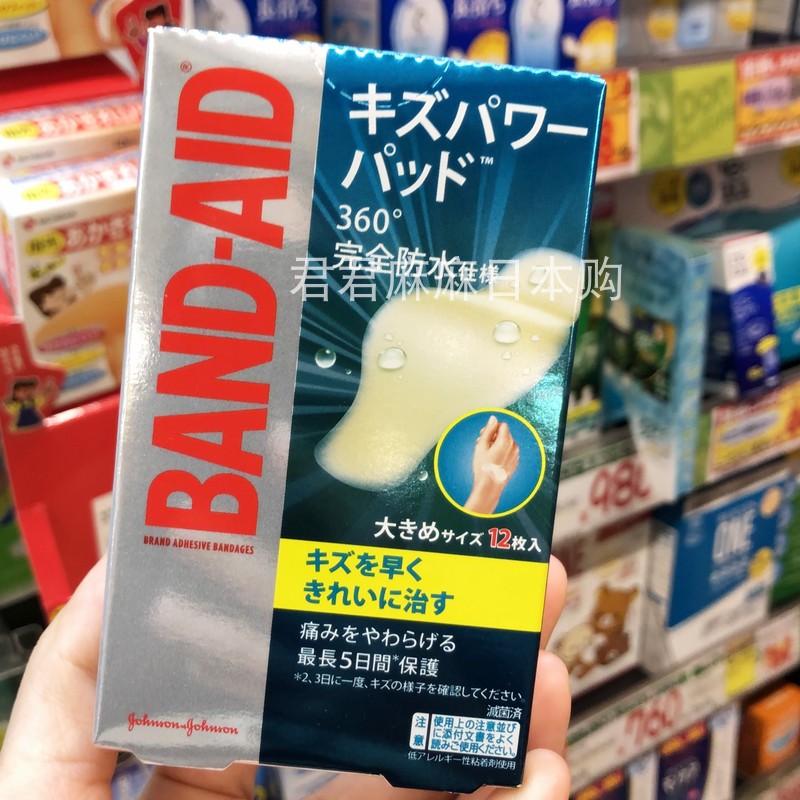 BAND-AID®
BRAND ADHESIVE BANDAGES
Johnson & Johnson
キズパワー
パッド™
360°
完全防水仕様
君君麻麻日本购
大きめサイズ 12枚入
キズを早く
きれいに治す
痛みをやわらげる
最長5日間*保護
*2、3日に一度、キズの様子を確認してください。
滅菌済
注意
使用上の注意並び
に添付文書をよく
読みご使用ください。
低アレルギー性粘着剤使用
ONE
760